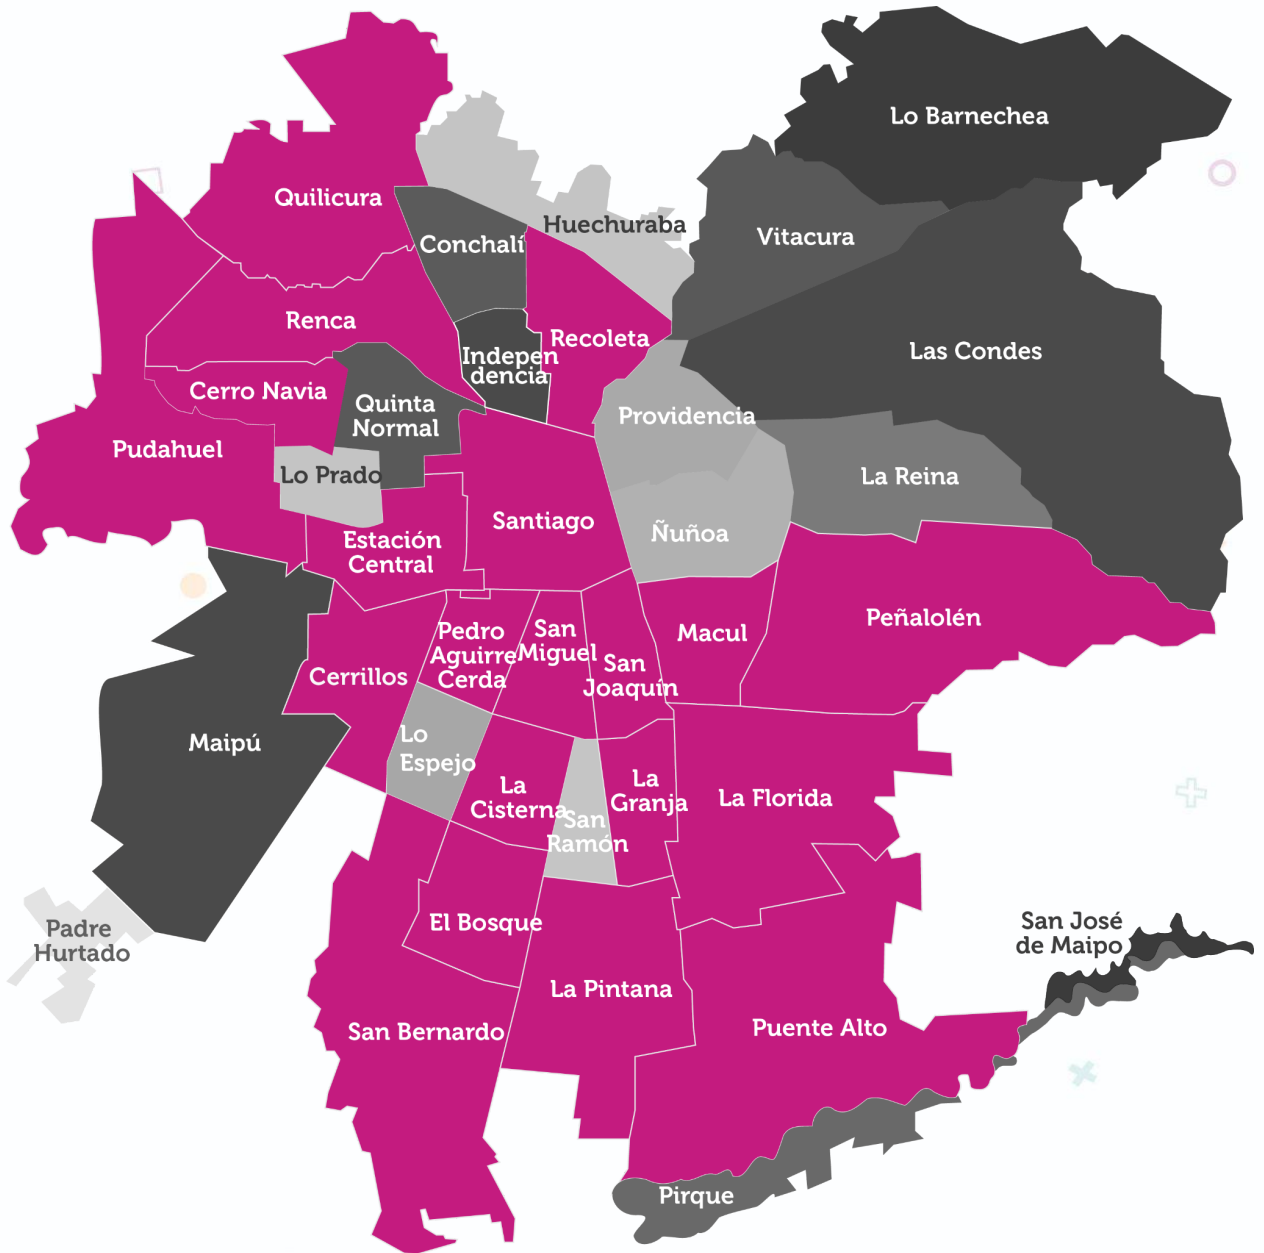 Lo Barnechea
Quilicura
Huechuraba
Vitacura
Conchalí
Renca
Recoleta
Indepen
dencia
Las Condes
Cerro Navia
Quinta
Normal
Providencia
Pudahuel
Lo Prado
La Reina
Santiago
Ñuñoa
Estación
Central
Peñalolén
Pedro
Aguirre
Cerda
San
Miguel
Macul
San
Joaquín
Cerrillos
Maipú
Lo
Espejo
La
Cisterna
La
Granja
La Florida
San
Ramón
El Bosque
Padre
Hurtado
San José
de Maipo
La Pintana
San Bernardo
Puente Alto
Pirque